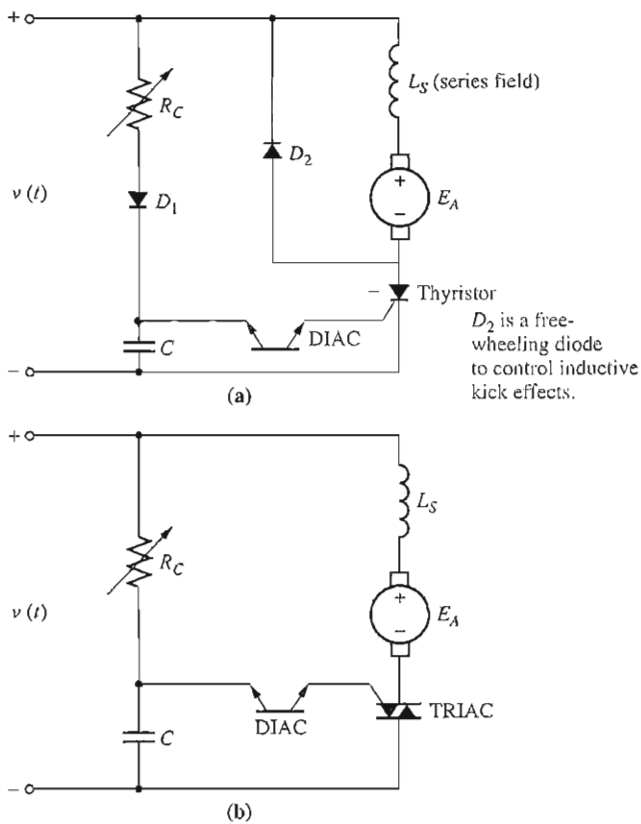 +
L_S (series field)
R_C
D_2
v (t)
+
E_A
−
D_1
− Thyristor
D_2 is a free-
wheeling diode
to control inductive
kick effects.
DIAC
C
−
(a)
+
L_S
R_C
v (t)
+
E_A
−
TRIAC
DIAC
C
−
(b)